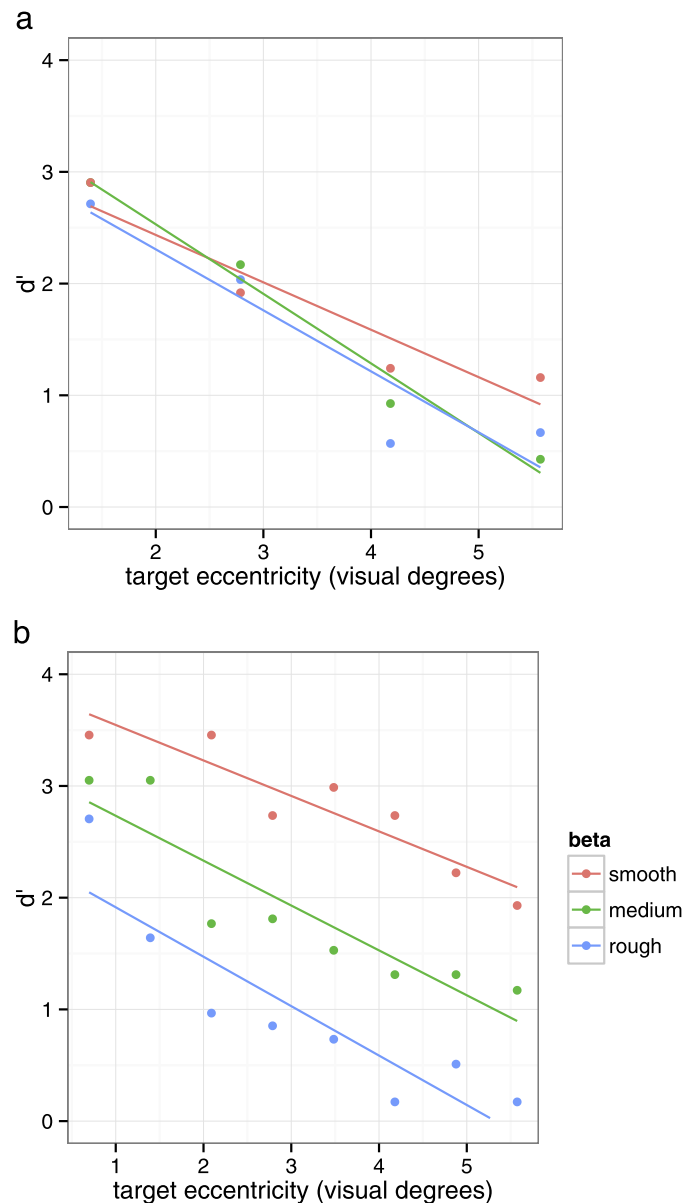 a
4
3
2
1
0
d'
2 3 4 5
target eccentricity (visual degrees)
b
4
3
2
1
0
d'
1 2 3 4 5
target eccentricity (visual degrees)
beta
smooth
medium
rough